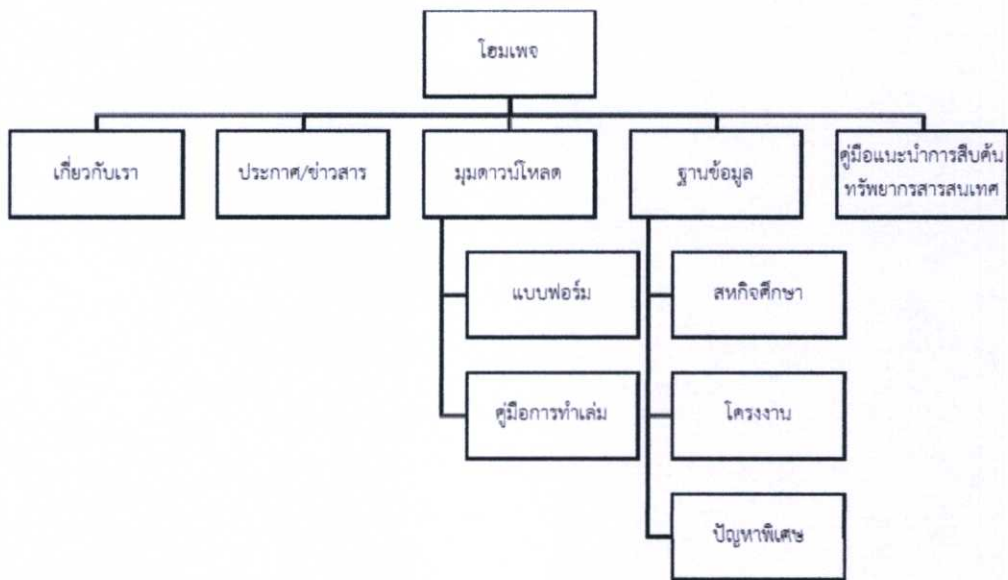 โฮมเพจ
เกี่ยวกับเรา
ประกาศ/ข่าวสาร
มุมดาวน์โหลด
ฐานข้อมูล
คู่มือแนะนำการสืบค้น
ทรัพยากรสารสนเทศ
แบบฟอร์ม
สหกิจศึกษา
คู่มือการทำเล่ม
โครงงาน
ปัญหาพิเศษ